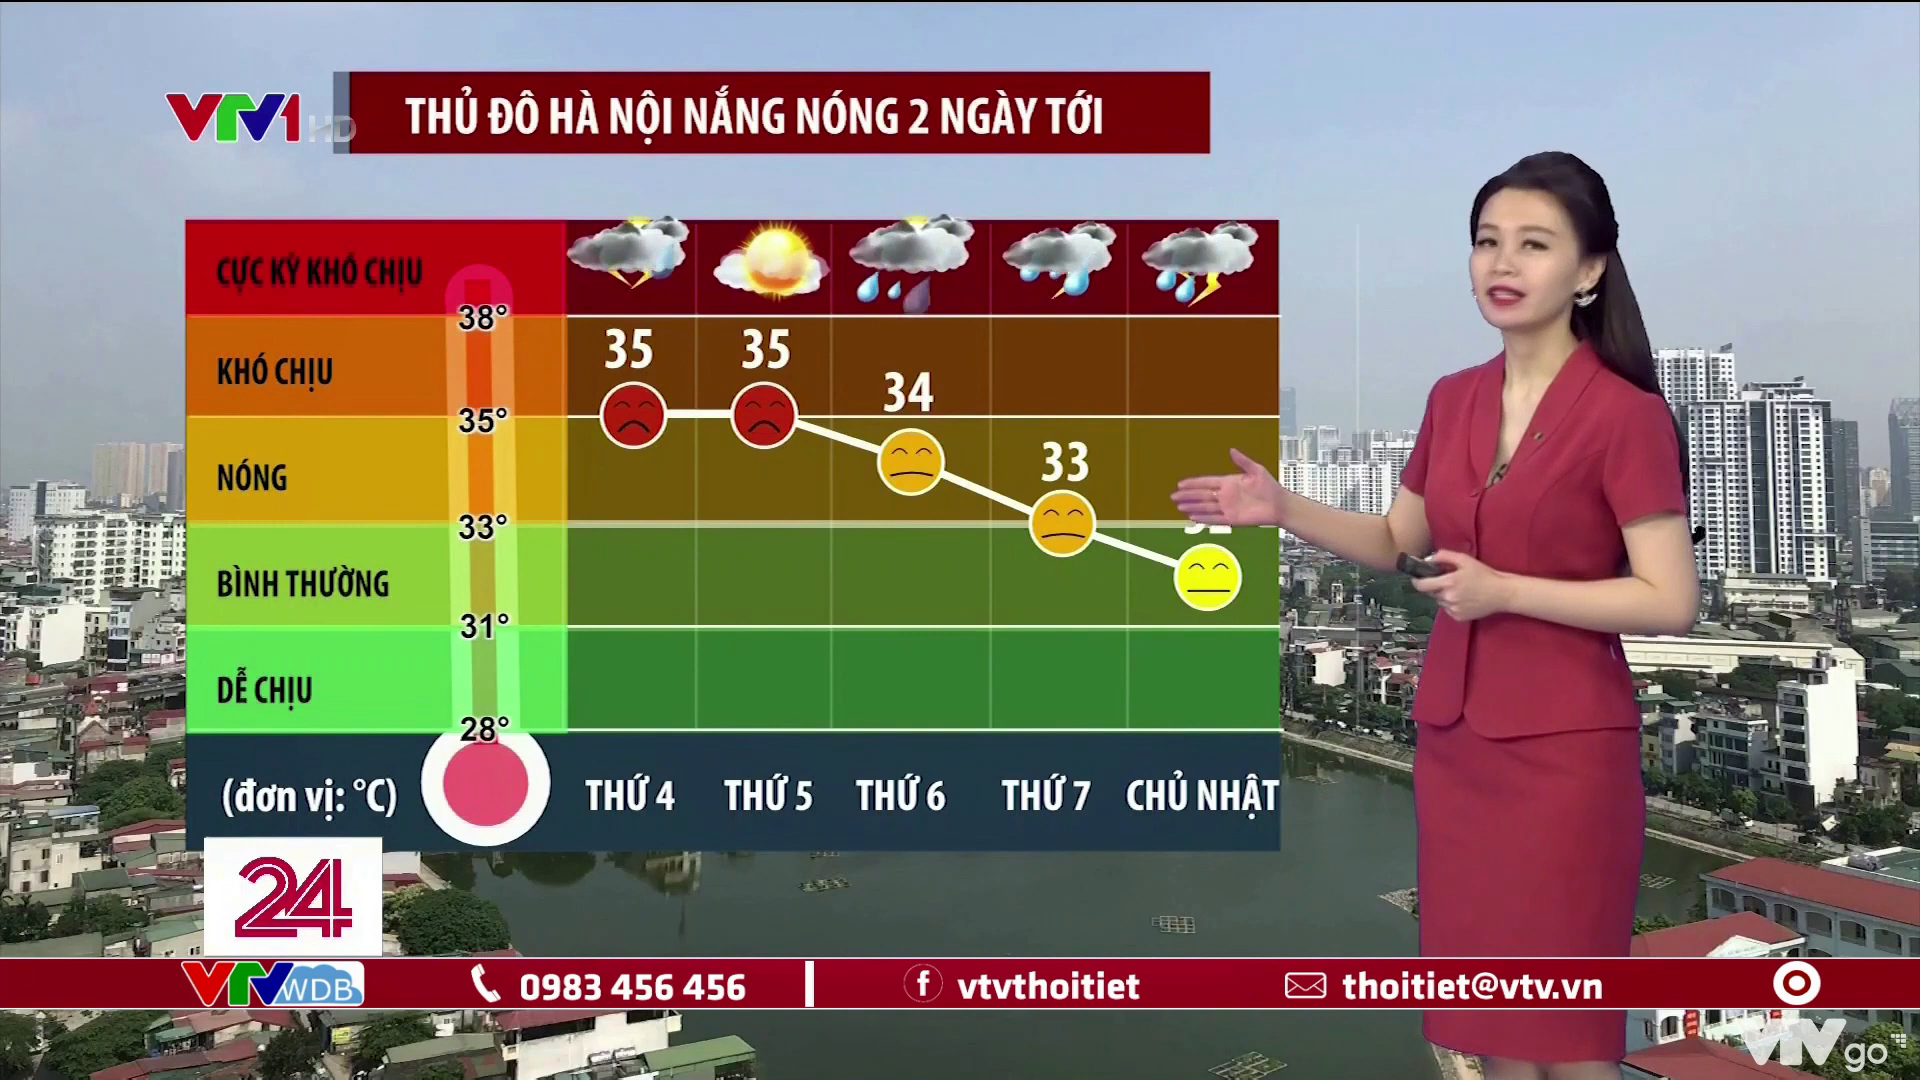 VTV1 HD
THỦ ĐÔ HÀ NỘI NẮNG NÓNG 2 NGÀY TỚI
CỰC KỲ KHÓ CHỊU
38°
KHÓ CHỊU
35 35 34 33
35°
NÓNG
33°
BÌNH THƯỜNG
31°
DỄ CHỊU
28°
(đơn vị: °C)
THỨ 4 THỨ 5 THỨ 6 THỨ 7 CHỦ NHẬT
24
VTV WDB 0983 456 456 vtvthoitiet thoitiet@vtv.vn
VTV go